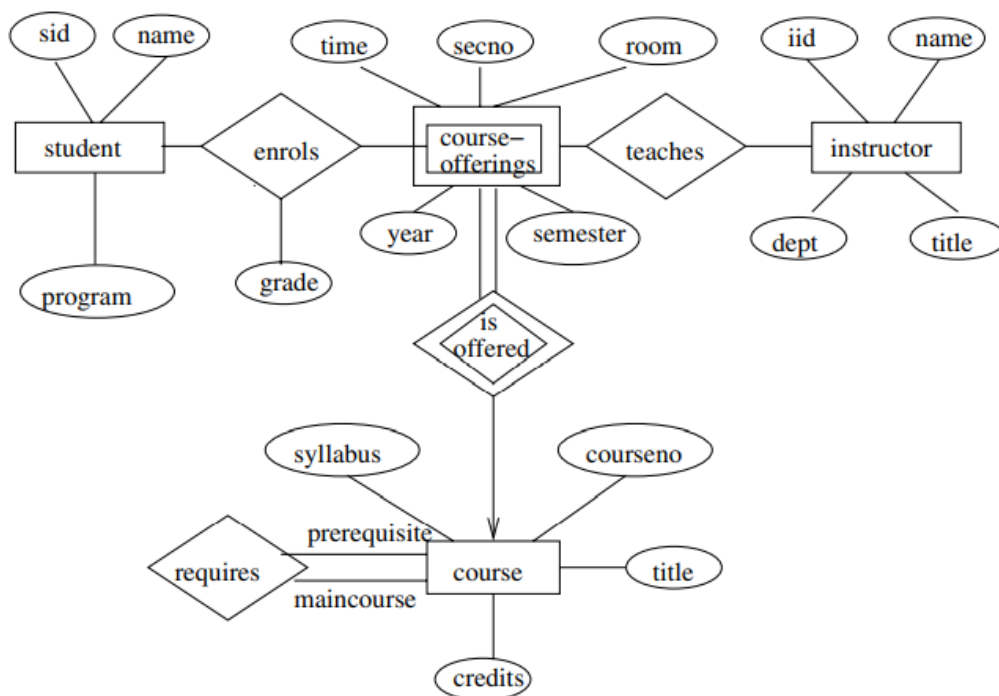 sid
name
time
secno
room
iid
name
student
enrols
course-
offerings
teaches
instructor
year
semester
dept
title
program
grade
is
offered
syllabus
courseno
prerequisite
requires
course
title
maincourse
credits